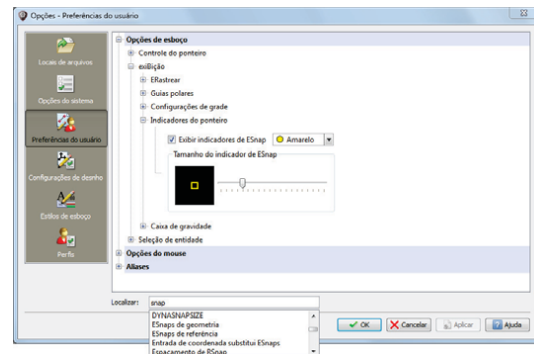 Opções - Preferências do usuário
Locais de arquivos
Opções do sistema
Preferências do usuário
Configurações de desenho
Estilos de esboço
Perfis
Opções de esboço
Controle do ponteiro
exiBição
ERastrear
Guias polares
Configurações de grade
Indicadores do ponteiro
Exibir indicadores de ESnap Amarelo
Tamanho do indicador de ESnap
Caixa de gravidade
Seleção de entidade
Opções do mouse
Aliases
Localizar: snap
DYNASNAPSIZE
ESnaps de geometria
ESnaps de referência
Entrada de coordenada substitui ESnaps
Espaçamento de RSnap
OK Cancelar Aplicar Ajuda